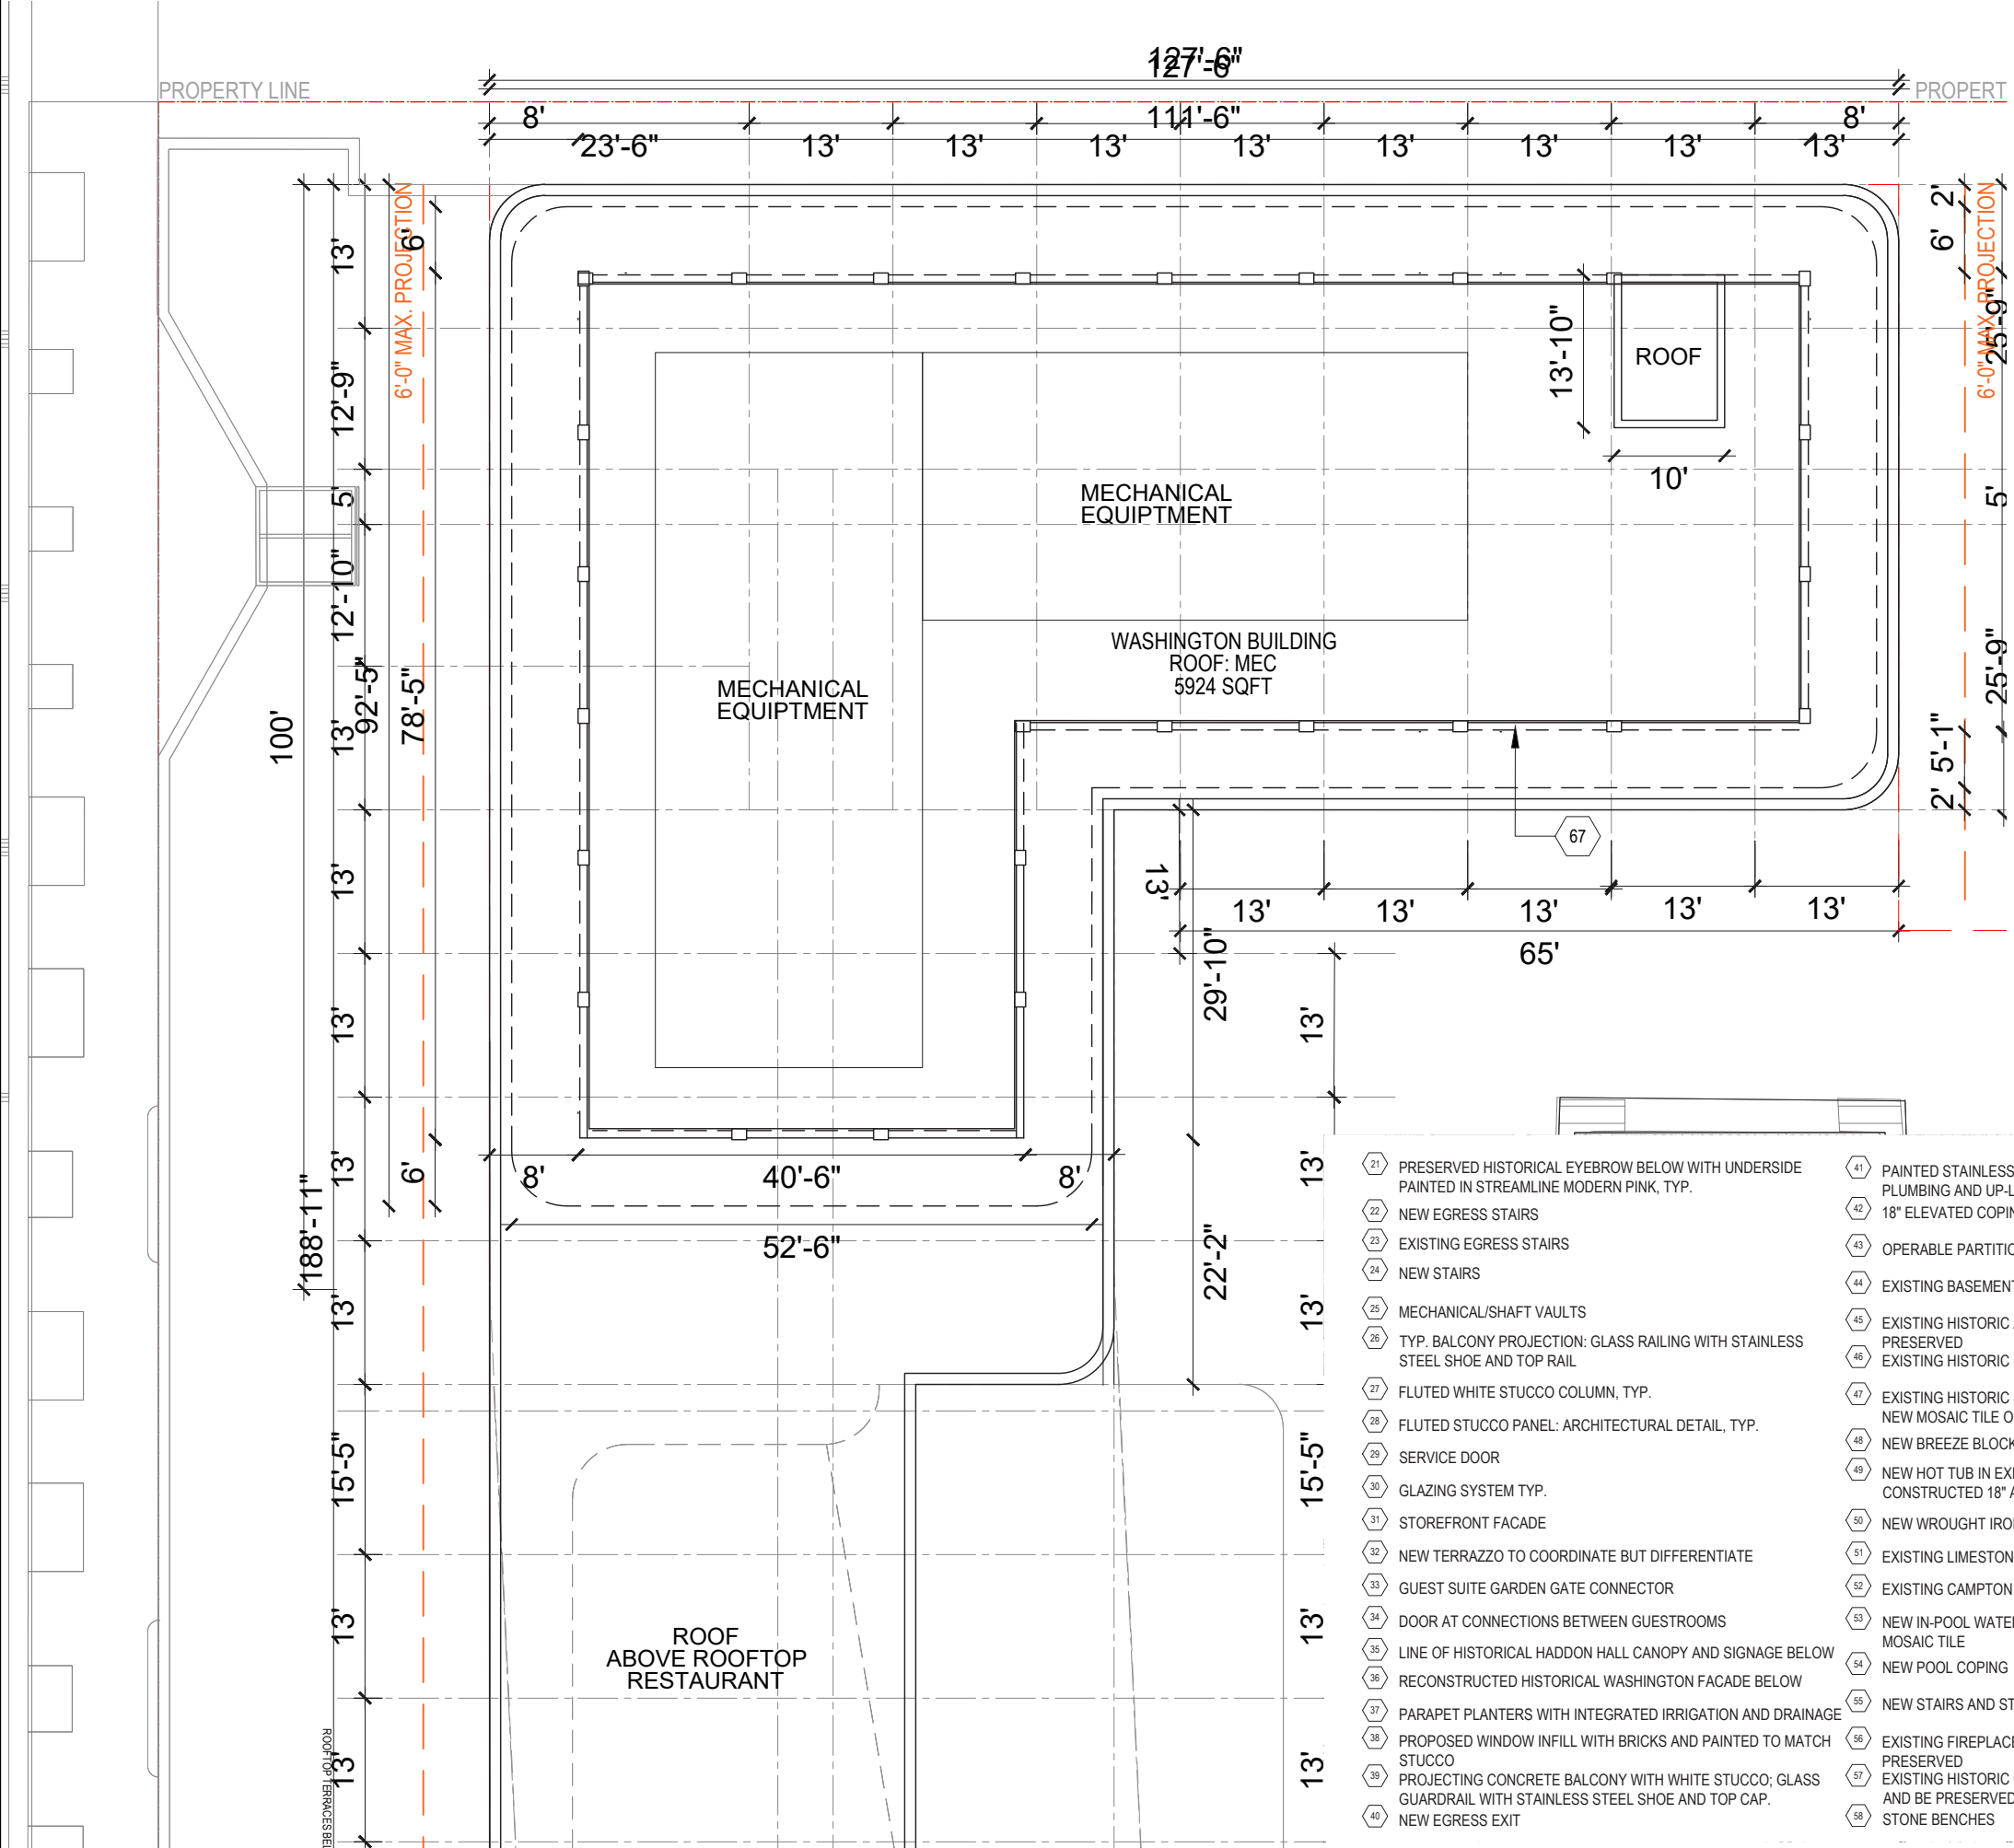 127'-6"
127'-6"
PROPERTY LINE
PROPERT
8'
111'-6"
8'
23'-6"
13'
13'
13'
13'
13'
13'
13'
13'
6'-0" MAX. PROJECTION
6'
13'
12'-9"
5'
12'-10"
13'
92'-5"
78'-5"
100'
13'
13'
13'
6'
188'-11"
13'
15'-5"
13'
13'
ROOFTOP TERRACES BEL
2'
6'
6'-0" MAX. PROJECTION
25'-9"
5'
25'-9"
5'-1"
2'
13'-10"
ROOF
10'
MECHANICAL
EQUIPTMENT
WASHINGTON BUILDING
ROOF: MEC
5924 SQFT
MECHANICAL
EQUIPTMENT
67
13'
13'
13'
13'
13'
13'
65'
29'-10"
13'
8'
40'-6"
8'
13'
52'-6"
22'-2"
13'
15'-5"
13'
13'
ROOF
ABOVE ROOFTOP
RESTAURANT
21 PRESERVED HISTORICAL EYEBROW BELOW WITH UNDERSIDE
PAINTED IN STREAMLINE MODERN PINK, TYP.
22 NEW EGRESS STAIRS
23 EXISTING EGRESS STAIRS
24 NEW STAIRS
25 MECHANICAL/SHAFT VAULTS
26 TYP. BALCONY PROJECTION: GLASS RAILING WITH STAINLESS
STEEL SHOE AND TOP RAIL
27 FLUTED WHITE STUCCO COLUMN, TYP.
28 FLUTED STUCCO PANEL: ARCHITECTURAL DETAIL, TYP.
29 SERVICE DOOR
30 GLAZING SYSTEM TYP.
31 STOREFRONT FACADE
32 NEW TERRAZZO TO COORDINATE BUT DIFFERENTIATE
33 GUEST SUITE GARDEN GATE CONNECTOR
34 DOOR AT CONNECTIONS BETWEEN GUESTROOMS
35 LINE OF HISTORICAL HADDON HALL CANOPY AND SIGNAGE BELOW
36 RECONSTRUCTED HISTORICAL WASHINGTON FACADE BELOW
37 PARAPET PLANTERS WITH INTEGRATED IRRIGATION AND DRAINAGE
38 PROPOSED WINDOW INFILL WITH BRICKS AND PAINTED TO MATCH
STUCCO
39 PROJECTING CONCRETE BALCONY WITH WHITE STUCCO; GLASS
GUARDRAIL WITH STAINLESS STEEL SHOE AND TOP CAP.
40 NEW EGRESS EXIT
41 PAINTED STAINLESS
PLUMBING AND UP-L
42 18" ELEVATED COPIN
43 OPERABLE PARTITIO
44 EXISTING BASEMENT
45 EXISTING HISTORIC
PRESERVED
46 EXISTING HISTORIC
47 EXISTING HISTORIC
NEW MOSAIC TILE O
48 NEW BREEZE BLOCK
49 NEW HOT TUB IN EXI
CONSTRUCTED 18" A
50 NEW WROUGHT IRO
51 EXISTING LIMESTON
52 EXISTING CAMPTON
53 NEW IN-POOL WATE
MOSAIC TILE
54 NEW POOL COPING
55 NEW STAIRS AND ST
56 EXISTING FIREPLACE
PRESERVED
57 EXISTING HISTORIC
AND BE PRESERVED
58 STONE BENCHES